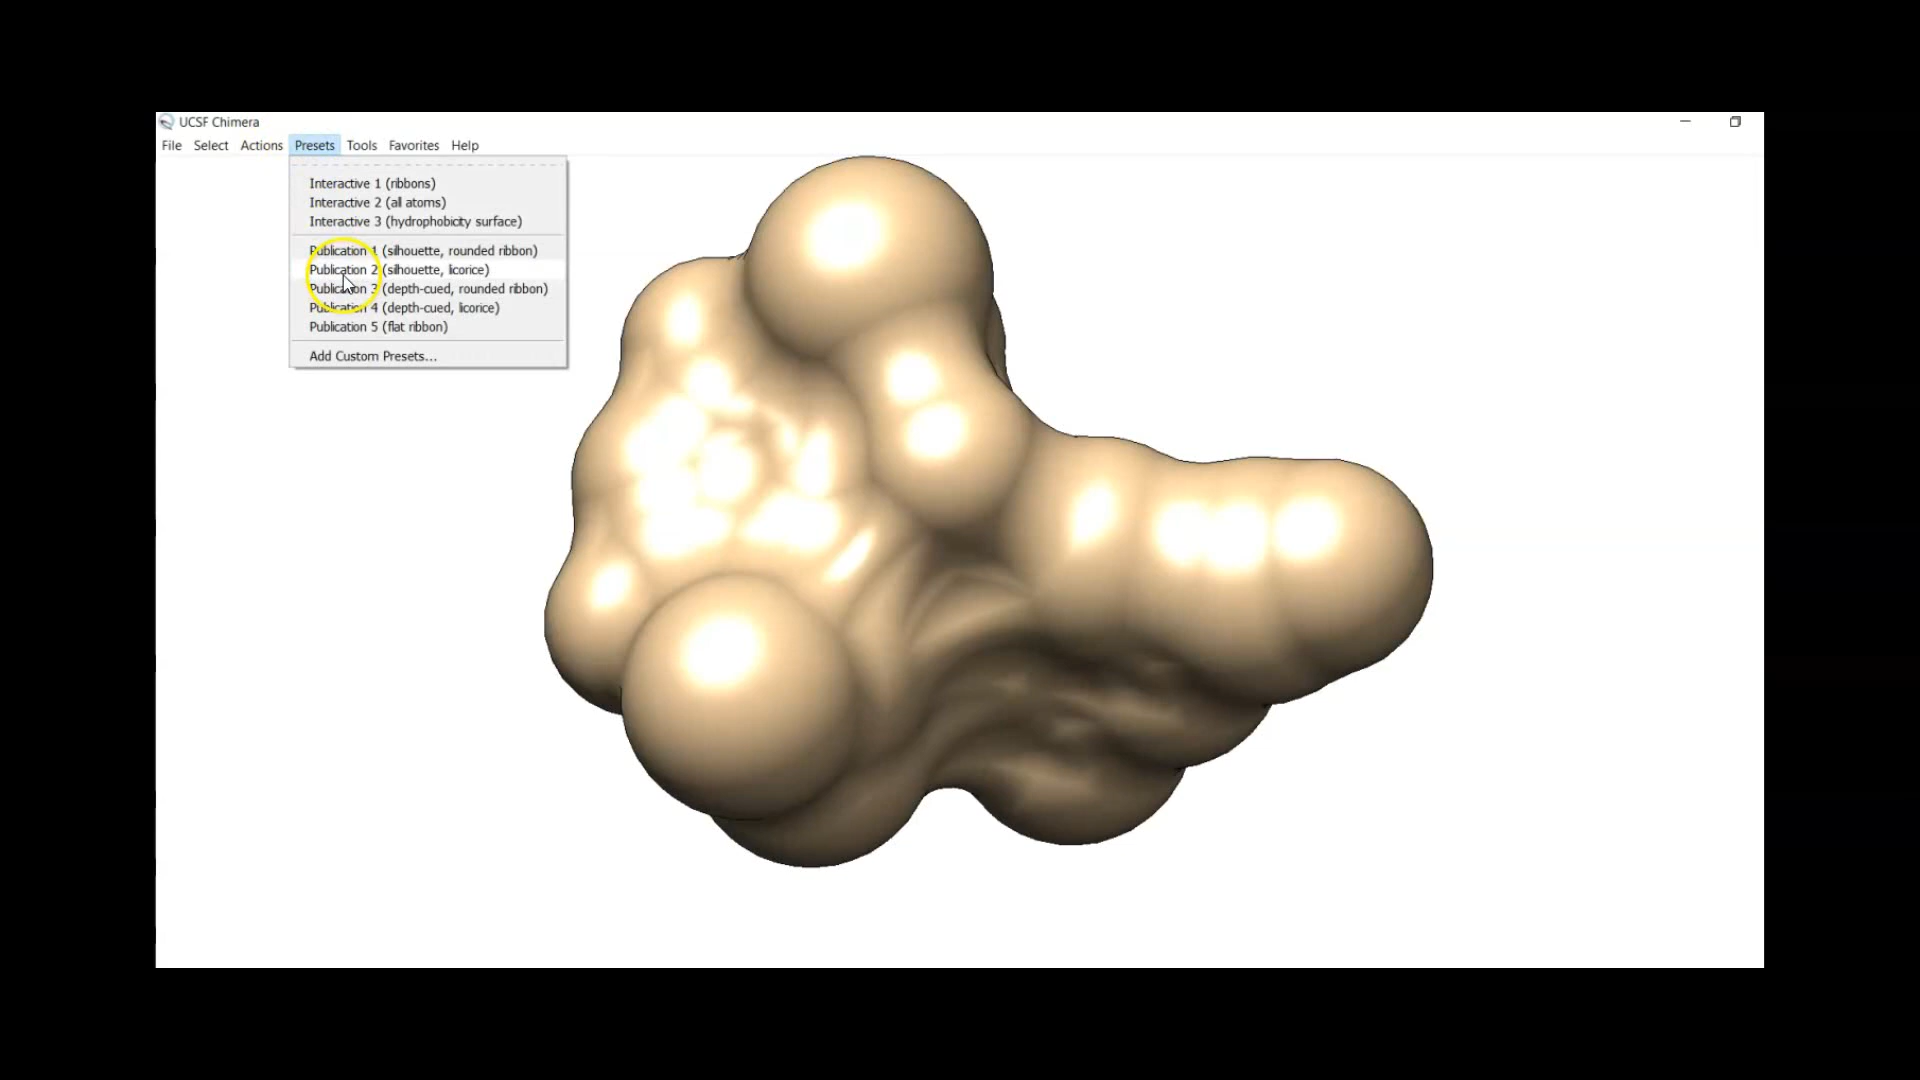 UCSF Chimera
File Select Actions Presets Tools Favorites Help
Interactive 1 (ribbons)
Interactive 2 (all atoms)
Interactive 3 (hydrophobicity surface)
Publication 1 (silhouette, rounded ribbon)
Publication 2 (silhouette, licorice)
Publication 3 (depth-cued, rounded ribbon)
Publication 4 (depth-cued, licorice)
Publication 5 (flat ribbon)
Add Custom Presets...